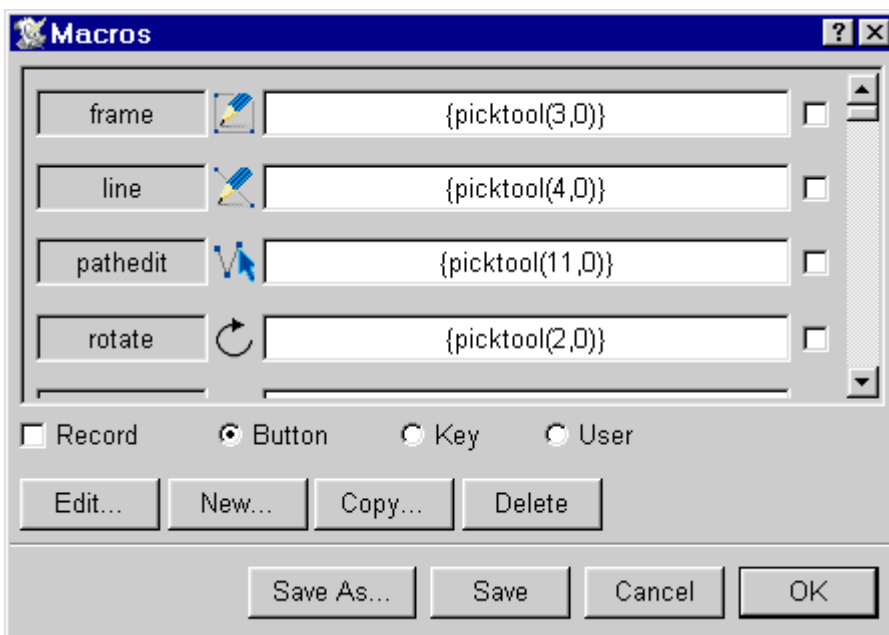 Macros
frame {picktool(3,0)}
line {picktool(4,0)}
pathedit {picktool(11,0)}
rotate {picktool(2,0)}
Record Button Key User
Edit... New... Copy... Delete
Save As... Save Cancel OK